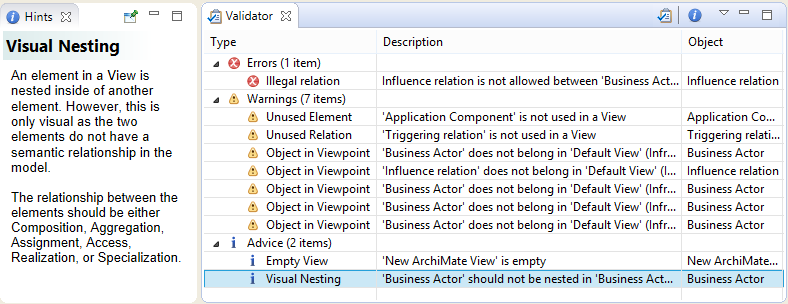 Hints
Visual Nesting
An element in a View is
nested inside of another
element. However, this is
only visual as the two
elements do not have a
semantic relationship in the
model.
The relationship between the
elements should be either
Composition, Aggregation,
Assignment, Access,
Realization, or Specialization.
Validator
Type Description Object
Errors (1 item)
Illegal relation Influence relation is not allowed between 'Business Act... Influence relation
Warnings (7 items)
Unused Element 'Application Component' is not used in a View Application Co...
Unused Relation 'Triggering relation' is not used in a View Triggering relati...
Object in Viewpoint 'Business Actor' does not belong in 'Default View' (Infr... Business Actor
Object in Viewpoint 'Influence relation' does not belong in 'Default View' (I... Influence relation
Object in Viewpoint 'Business Actor' does not belong in 'Default View' (Infr... Business Actor
Object in Viewpoint 'Business Actor' does not belong in 'Default View' (Infr... Business Actor
Object in Viewpoint 'Business Actor' does not belong in 'Default View' (Infr... Business Actor
Advice (2 items)
Empty View 'New ArchiMate View' is empty New ArchiMate...
Visual Nesting 'Business Actor' should not be nested in 'Business Act... Business Actor